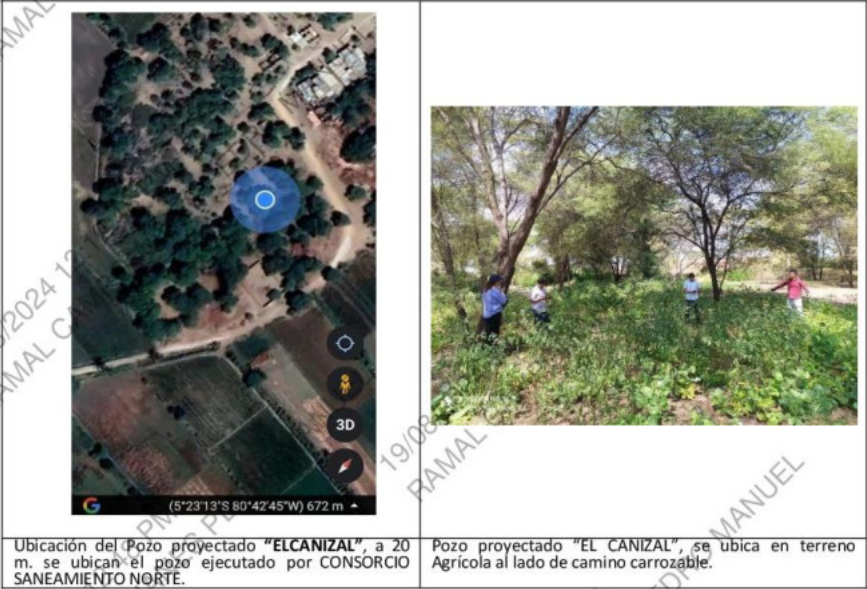 3D
G
(5°23'13"S 80°42'45"W) 672 m
Ubicación del Pozo proyectado "ELCANIZAL", a 20
m. se ubican el pozo ejecutado por CONSORCIO
SANEAMIENTO NORTE.
Pozo proyectado "EL CANIZAL", se ubica en terreno
Agrícola al lado de camino carrozable.
19/08
RAMAL
MANUEL